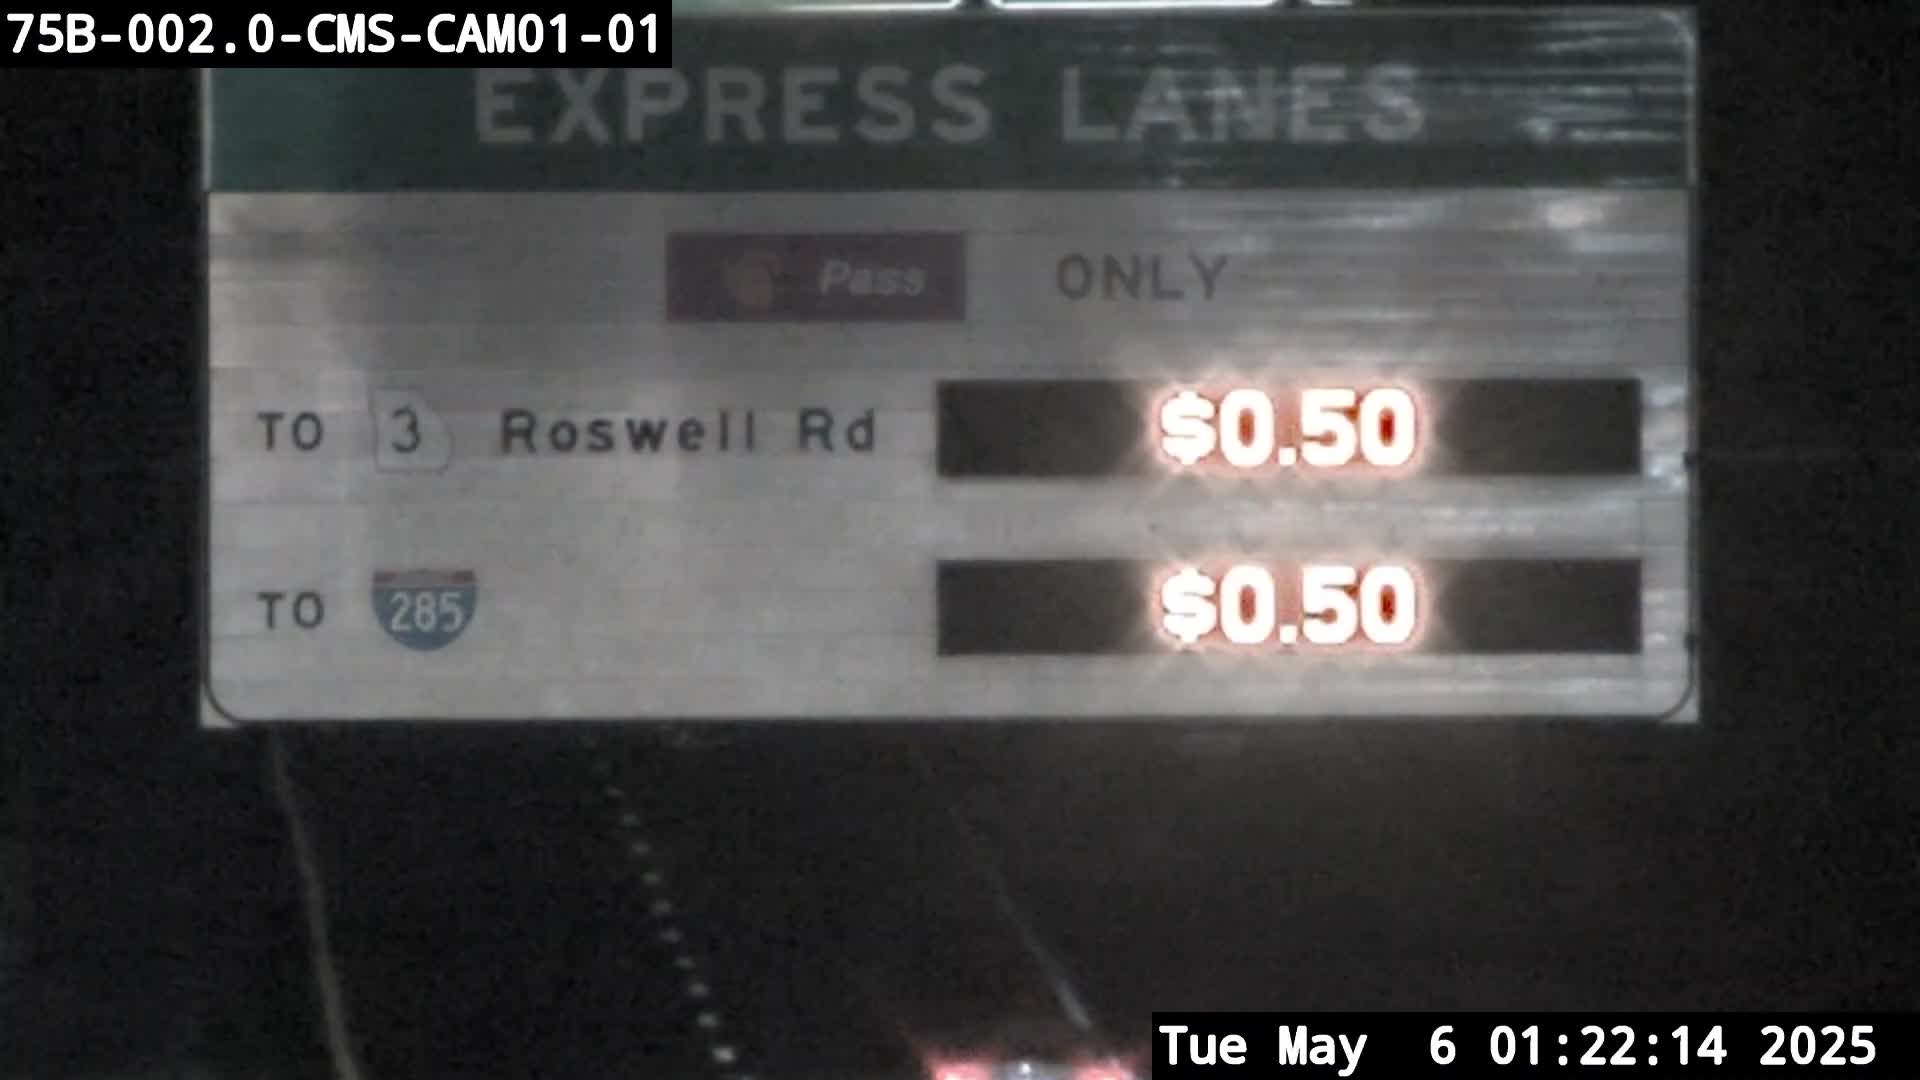 75B-002.0-CMS-CAM01-01
EXPRESS LANES
Pass ONLY
TO 3 Roswell Rd $0.50
TO 285 $0.50
Tue May 6 01:22:14 2025